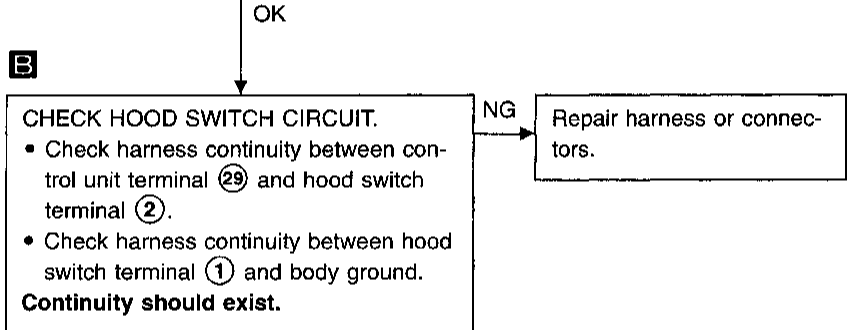 OK
B
CHECK HOOD SWITCH CIRCUIT.
• Check harness continuity between con-
trol unit terminal ㉙ and hood switch
terminal ②.
• Check harness continuity between hood
switch terminal ① and body ground.
Continuity should exist.
NG
Repair harness or connec-
tors.